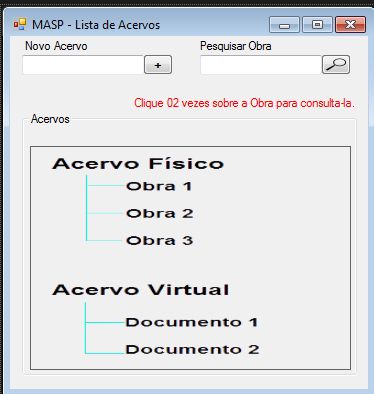 MASP - Lista de Acervos
Novo Acervo Pesquisar Obra
+
Clique 02 vezes sobre a Obra para consulta-la.
Acervos
Acervo Físico
Obra 1
Obra 2
Obra 3
Acervo Virtual
Documento 1
Documento 2